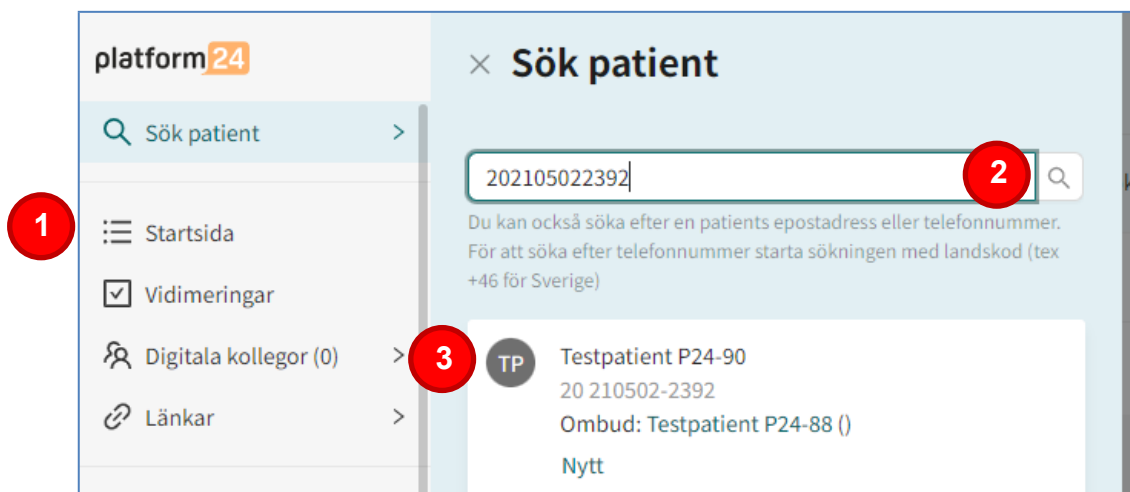 platform24
Sök patient
1
Startsida
Vidimeringar
Digitala kollegor (0)
Länkar
Sök patient
202105022392
2
Du kan också söka efter en patients epostadress eller telefonnummer.
För att söka efter telefonnummer starta sökningen med landskod (tex
+46 för Sverige)
3
TP
Testpatient P24-90
20 210502-2392
Ombud: Testpatient P24-88 ()
Nytt